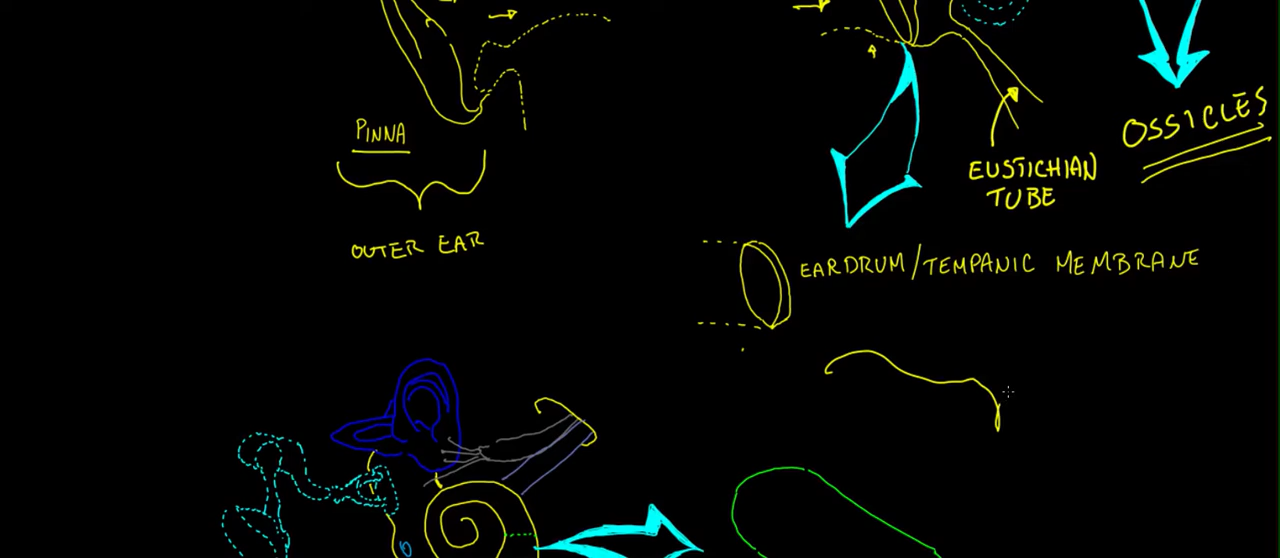 PINNA
OUTER EAR
OSSICLES
EUSTICHIAN
TUBE
EARDRUM/TEMPANIC MEMBRANE